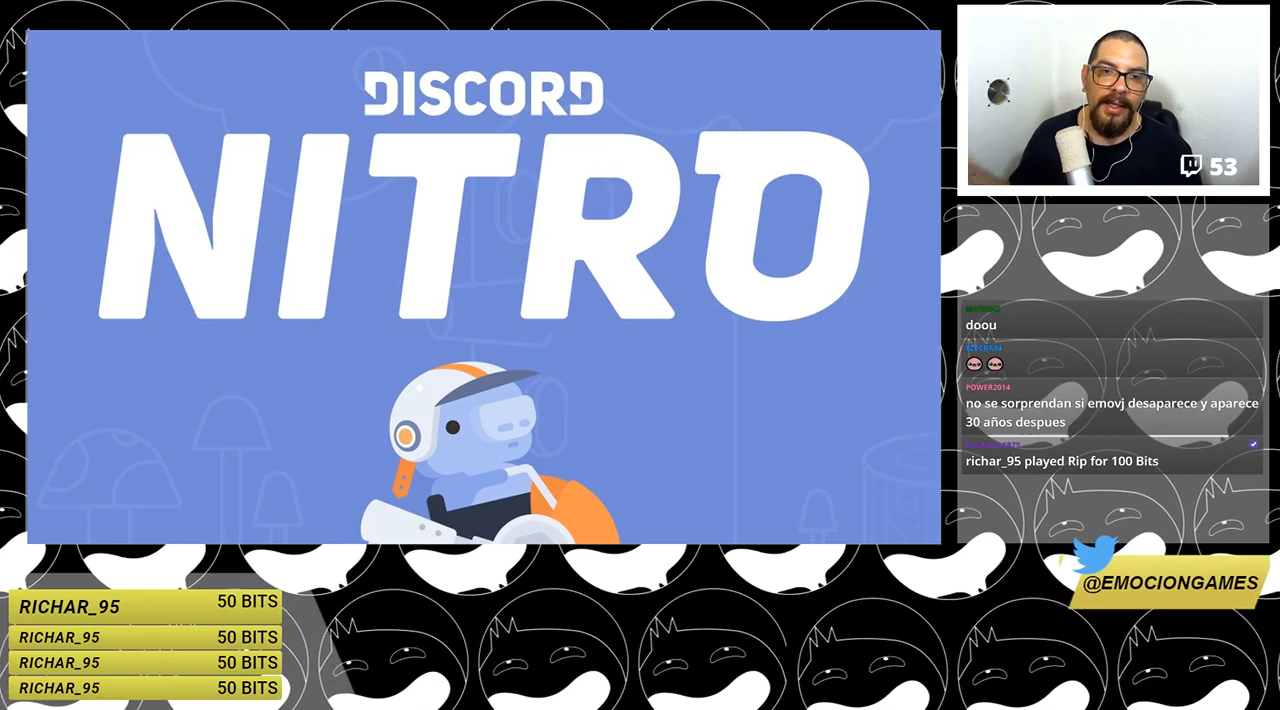 DISCORD
NITRO
53
doou
EZECBA94
POWER2014
no se sorprendan si emovj desaparece y aparece
30 años despues
richar_95 played Rip for 100 Bits
@EMOCIONGAMES
RICHAR_95 50 BITS
RICHAR_95 50 BITS
RICHAR_95 50 BITS
RICHAR_95 50 BITS